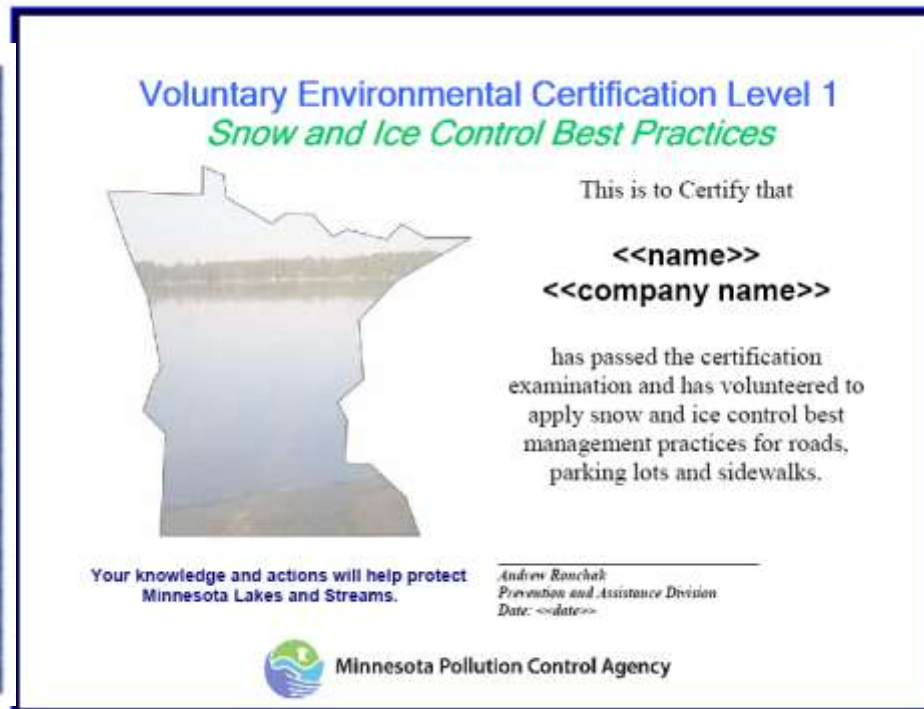 Voluntary Environmental Certification Level 1
Snow and Ice Control Best Practices
This is to Certify that
<<name>>
<<company name>>
has passed the certification
examination and has volunteered to
apply snow and ice control best
management practices for roads,
parking lots and sidewalks.
Your knowledge and actions will help protect
Minnesota Lakes and Streams.
Andrew Ronchak
Prevention and Assistance Division
Date: <<date>>
Minnesota Pollution Control Agency